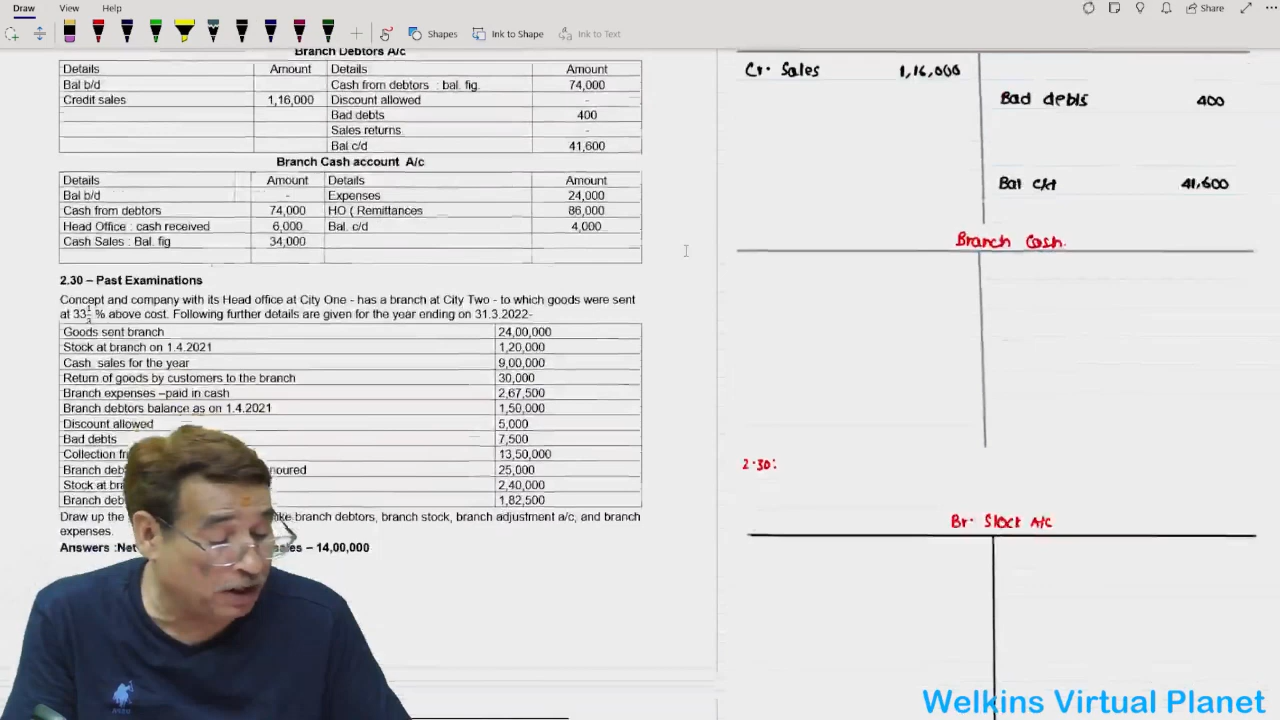 Draw View Help Share
Shapes Ink to Shape Ink to Text
Branch Debtors A/c
Details Amount Details Amount
Bal b/d Cash from debtors : bal. fig. 74,000
Credit sales 1,16,000 Discount allowed -
Bad debts 400
Sales returns -
Bal c/d 41,600
Branch Cash account A/c
Details Amount Details Amount
Bal b/d - Expenses 24,000
Cash from debtors 74,000 HO ( Remittances 86,000
Head Office : cash received 6,000 Bal. c/d 4,000
Cash Sales : Bal. fig 34,000
2.30 – Past Examinations
Concept and company with its Head office at City One - has a branch at City Two - to which goods were sent
at 33 1/3 % above cost. Following further details are given for the year ending on 31.3.2022-
Goods sent branch 24,00,000
Stock at branch on 1.4.2021 1,20,000
Cash sales for the year 9,00,000
Return of goods by customers to the branch 30,000
Branch expenses –paid in cash 2,67,500
Branch debtors balance as on 1.4.2021 1,50,000
Discount allowed 5,000
Bad debts 7,500
Collection 13,50,000
Branch 25,000
Stock at 2,40,000
Branch 1,82,500
Draw up the branch debtors, branch stock, branch adjustment a/c, and branch
expenses.
Answers :Net – 14,00,000
Cr. Sales 1,16,000
Bad debts 400
Bal c/d 41,600
Branch Cash.
2.30:
Br. Stock A/c
Welkins Virtual Planet